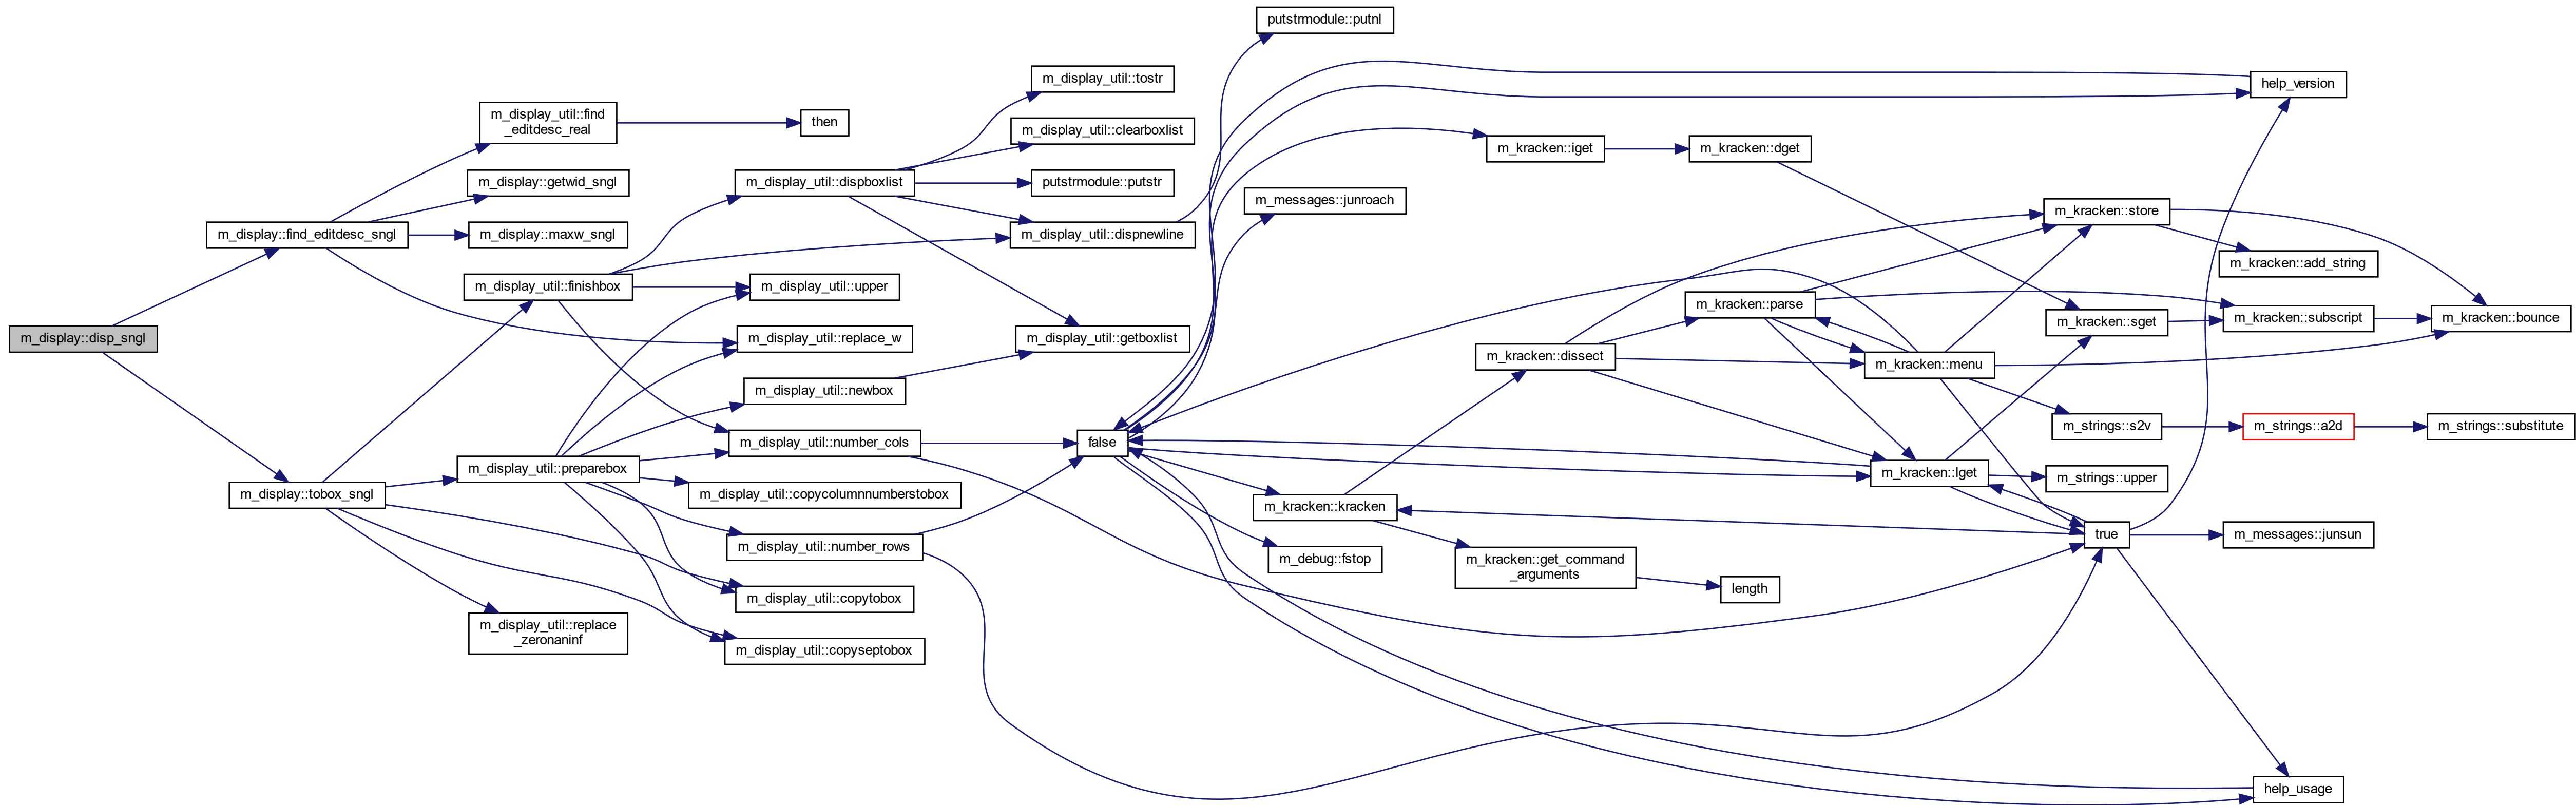 m_display::disp_sngl
m_display::find_editdesc_sngl
m_display::tobox_sngl
m_display_util::find
_editdesc_real
m_display::getwid_sngl
m_display::maxw_sngl
m_display_util::finishbox
m_display_util::preparebox
m_display_util::replace
_zeronaninf
then
m_display_util::dispboxlist
m_display_util::upper
m_display_util::replace_w
m_display_util::newbox
m_display_util::number_cols
m_display_util::copycolumnnumberstobox
m_display_util::number_rows
m_display_util::copytobox
m_display_util::copyseptobox
m_display_util::tostr
m_display_util::clearboxlist
putstrmodule::putstr
m_display_util::dispnewline
m_display_util::getboxlist
false
putstrmodule::putnl
m_messages::junroach
m_kracken::kracken
m_debug::fstop
m_kracken::iget
m_kracken::dissect
m_kracken::get_command
_arguments
m_kracken::dget
m_kracken::parse
length
m_kracken::menu
m_kracken::lget
m_kracken::store
m_kracken::sget
m_strings::s2v
m_strings::upper
true
help_version
m_kracken::add_string
m_kracken::subscript
m_strings::a2d
m_messages::junsun
help_usage
m_kracken::bounce
m_strings::substitute